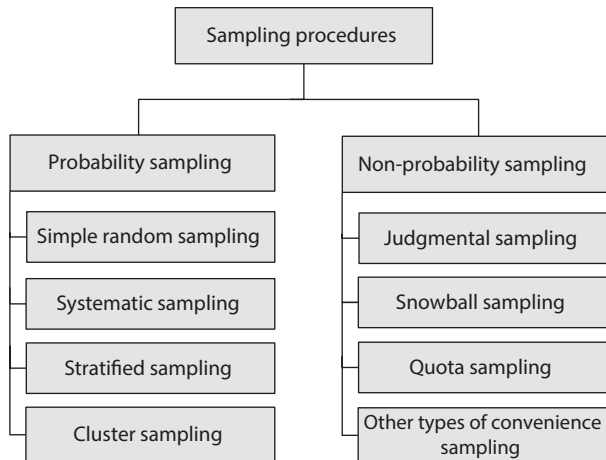 Sampling procedures
Probability sampling
Non-probability sampling
Simple random sampling
Judgmental sampling
Systematic sampling
Snowball sampling
Stratified sampling
Quota sampling
Cluster sampling
Other types of convenience
sampling